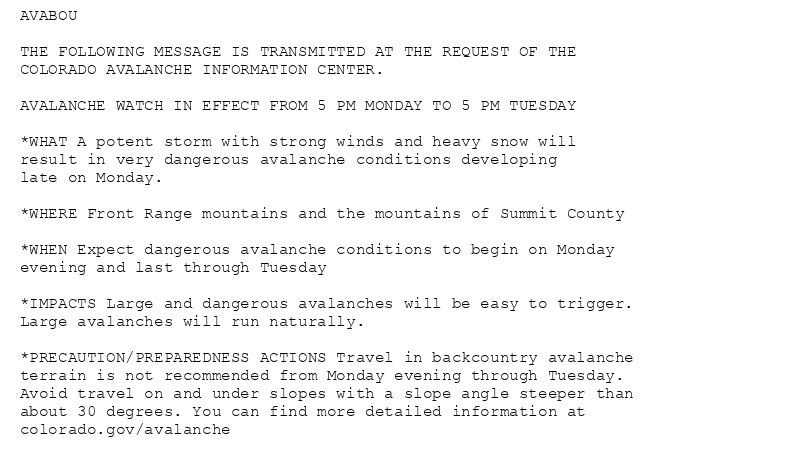 AVABOU
THE FOLLOWING MESSAGE IS TRANSMITTED AT THE REQUEST OF THE
COLORADO AVALANCHE INFORMATION CENTER.
AVALANCHE WATCH IN EFFECT FROM 5 PM MONDAY TO 5 PM TUESDAY
*WHAT A potent storm with strong winds and heavy snow will
result in very dangerous avalanche conditions developing
late on Monday.
*WHERE Front Range mountains and the mountains of Summit County
*WHEN Expect dangerous avalanche conditions to begin on Monday
evening and last through Tuesday
*IMPACTS Large and dangerous avalanches will be easy to trigger.
Large avalanches will run naturally.
*PRECAUTION/PREPAREDNESS ACTIONS Travel in backcountry avalanche
terrain is not recommended from Monday evening through Tuesday.
Avoid travel on and under slopes with a slope angle steeper than
about 30 degrees. You can find more detailed information at
colorado.gov/avalanche